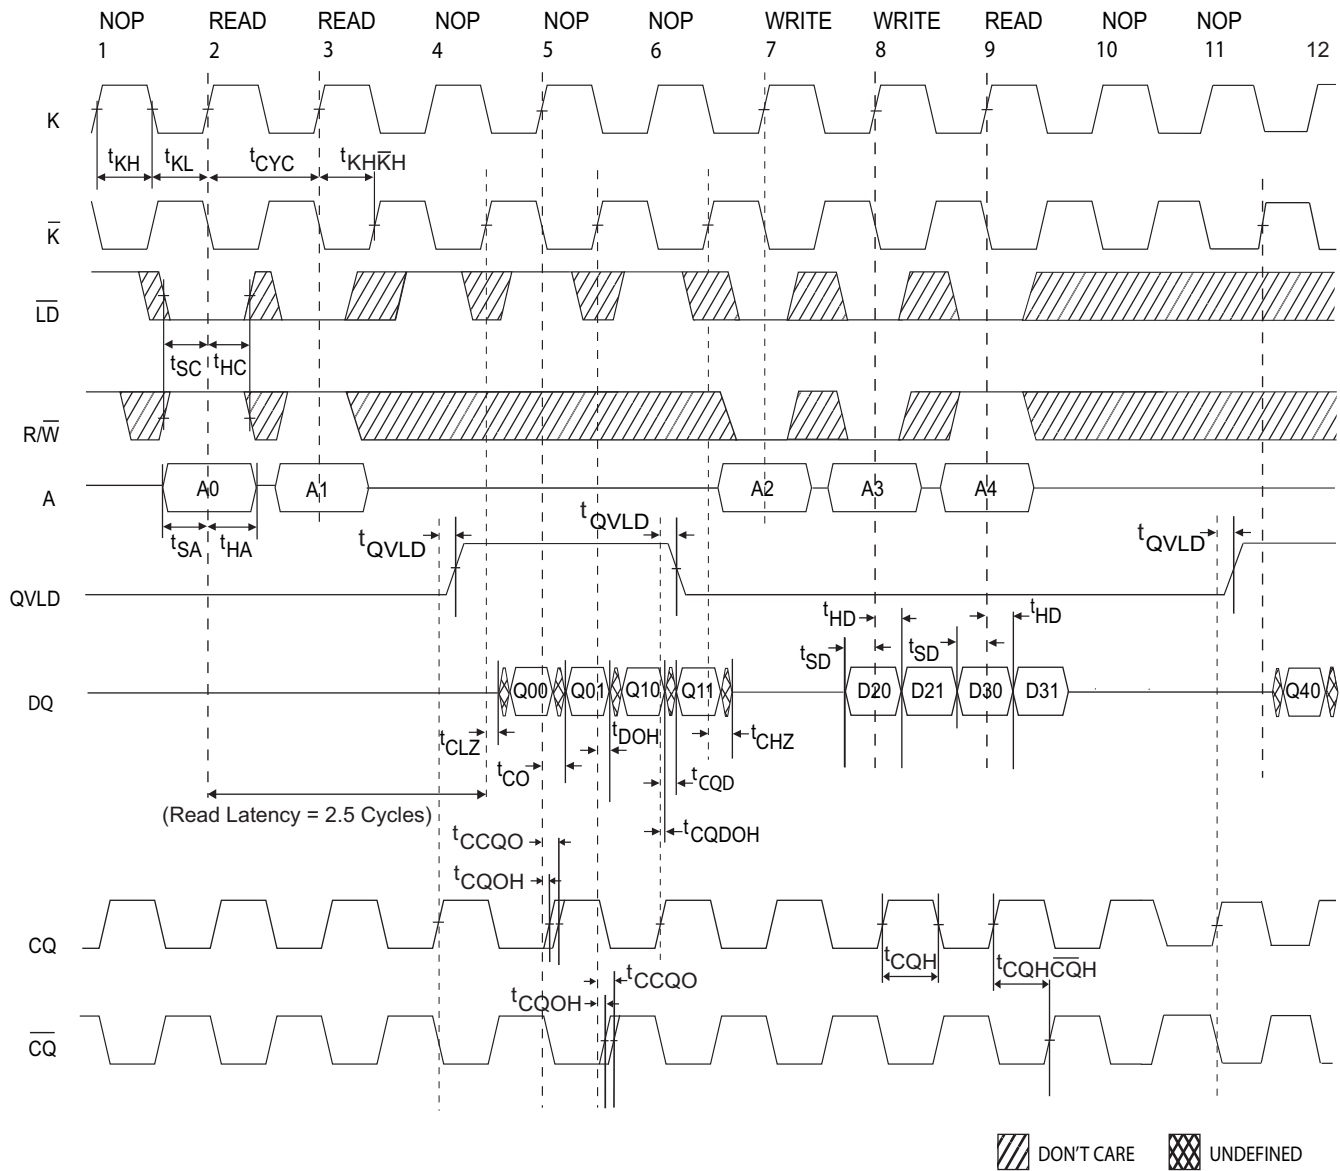 NOP READ READ NOP NOP NOP WRITE WRITE READ NOP NOP
1 2 3 4 5 6 7 8 9 10 11 12
K
tKH tKL tCYC tKHK̅H
K̅
L̅D̅
tSC tHC
R/W̅
A A0 A1 A2 A3 A4
tSA tHA tQVLD tQVLD tQVLD
QVLD
tHD tHD
tSD tSD
DQ Q00 Q01 Q10 Q11 D20 D21 D30 D31 Q40
tCLZ tDOH tCHZ
tCO tCQD
(Read Latency = 2.5 Cycles)
tCQDOH
tCCQO
tCQOH
CQ
tCQH tCQHC̅Q̅H
tCCQO
tCQOH
C̅Q̅
DON'T CARE UNDEFINED